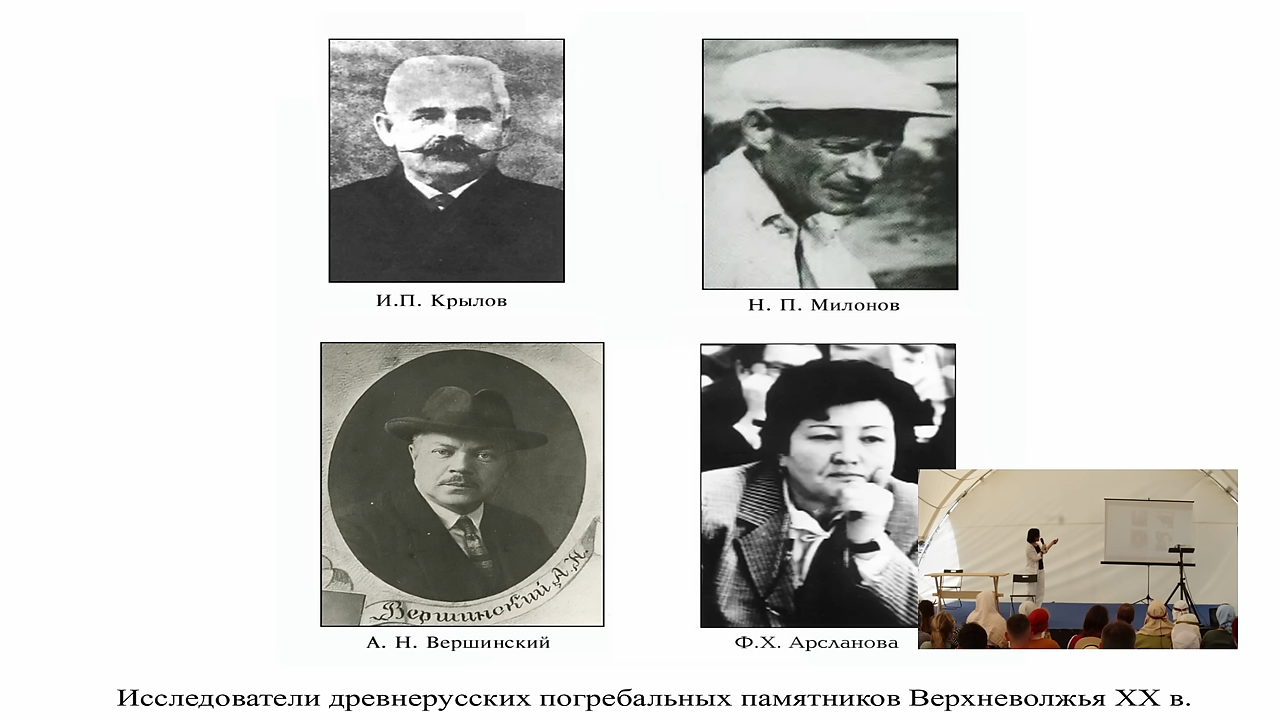 И.П. Крылов
Н. П. Милонов
Вершинский А.Н.
А. Н. Вершинский
Ф.Х. Арсланова
Исследователи древнерусских погребальных памятников Верхневолжья XX в.